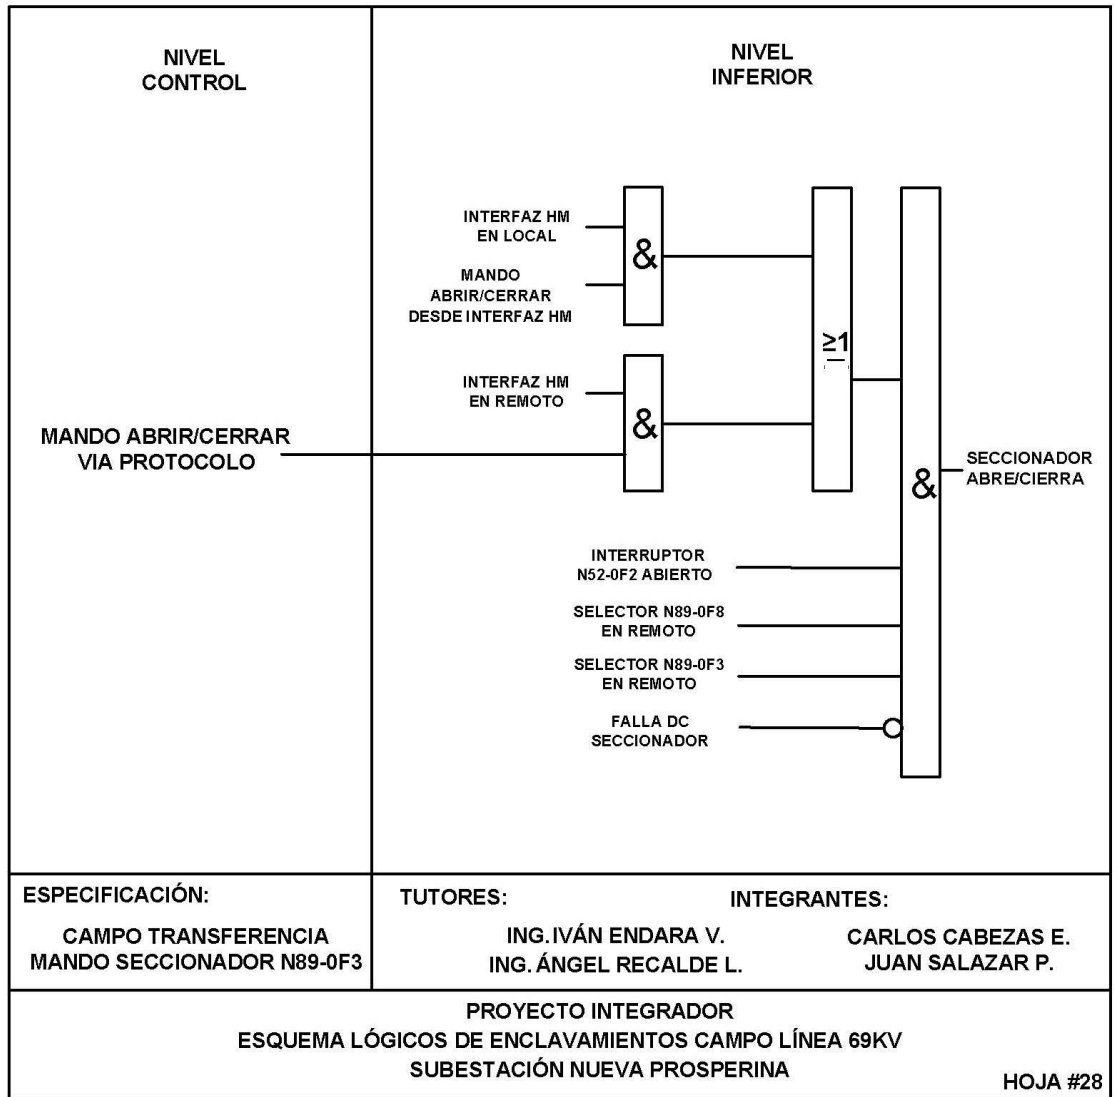 NIVEL
CONTROL
NIVEL
INFERIOR
INTERFAZ HM
EN LOCAL
MANDO
ABRIR/CERRAR
DESDE INTERFAZ HM
&
INTERFAZ HM
EN REMOTO
&
≥1
MANDO ABRIR/CERRAR
VIA PROTOCOLO
&
SECCIONADOR
ABRE/CIERRA
INTERRUPTOR
N52-0F2 ABIERTO
SELECTOR N89-0F8
EN REMOTO
SELECTOR N89-0F3
EN REMOTO
FALLA DC
SECCIONADOR
ESPECIFICACIÓN:
CAMPO TRANSFERENCIA
MANDO SECCIONADOR N89-0F3
TUTORES:
ING. IVÁN ENDARA V.
ING. ÁNGEL RECALDE L.
INTEGRANTES:
CARLOS CABEZAS E.
JUAN SALAZAR P.
PROYECTO INTEGRADOR
ESQUEMA LÓGICOS DE ENCLAVAMIENTOS CAMPO LÍNEA 69KV
SUBESTACIÓN NUEVA PROSPERINA
HOJA #28